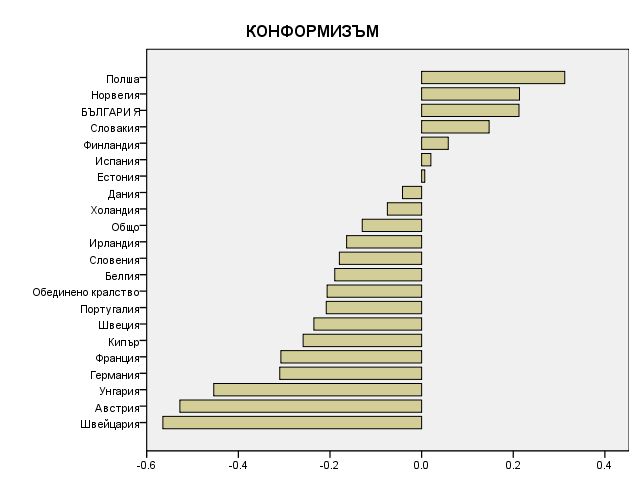 КОНФОРМИЗЪМ
Полша
Норвегия
БЪЛГАРИ Я
Словакия
Финландия
Испания
Естония
Дания
Холандия
Общо
Ирландия
Словения
Белгия
Обединено кралство
Португалия
Швеция
Кипър
Франция
Германия
Унгария
Австрия
Швейцария
-0.6 -0.4 -0.2 0.0 0.2 0.4